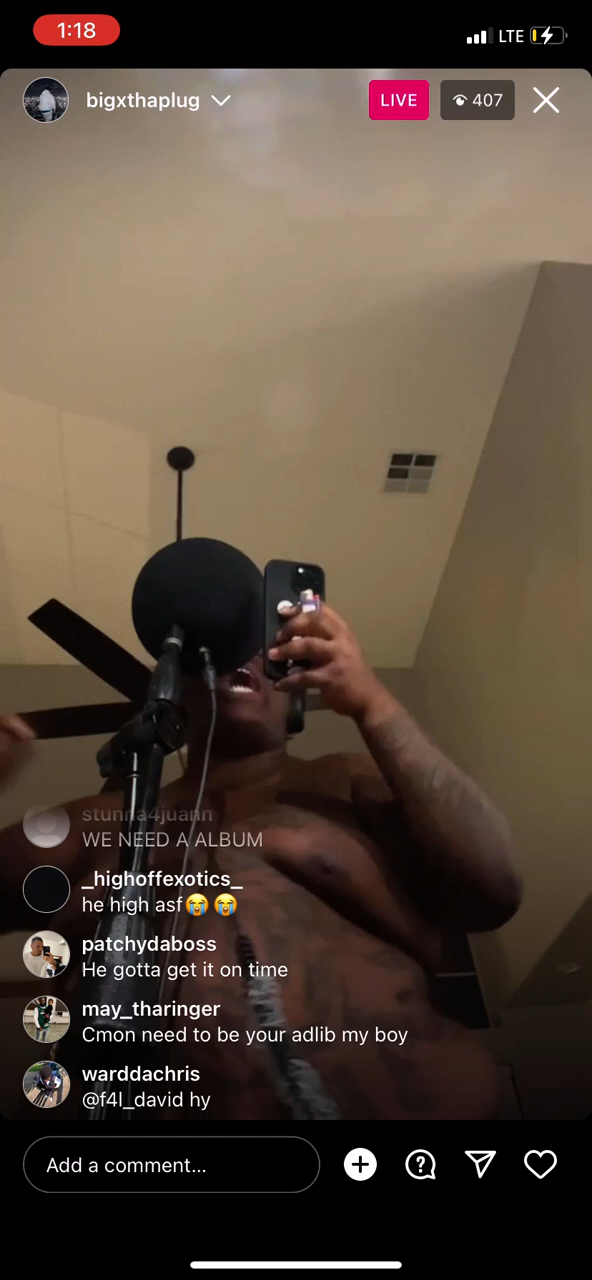 1:18
LTE
bigxthaplug
LIVE
407
stunna4juann
WE NEED A ALBUM
_highoffexotics_
he high asf😭😭
patchydaboss
He gotta get it on time
may_tharinger
Cmon need to be your adlib my boy
warddachris
@f4l_david hy
Add a comment...